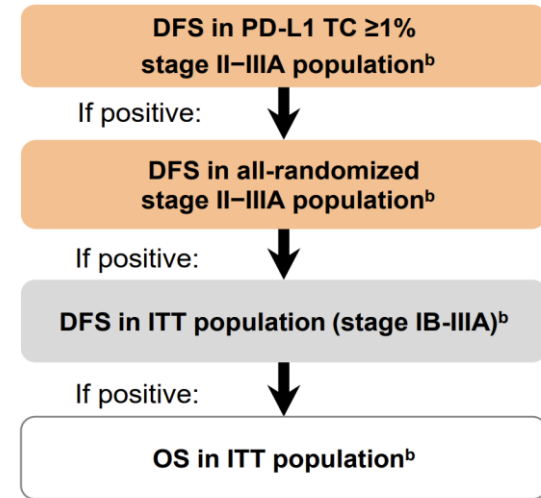 DFS in PD-L1 TC ≥1%
stage II−IIIA populationᵇ
If positive:
DFS in all-randomized
stage II−IIIA populationᵇ
If positive:
DFS in ITT population (stage IB-IIIA)ᵇ
If positive:
OS in ITT populationᵇ